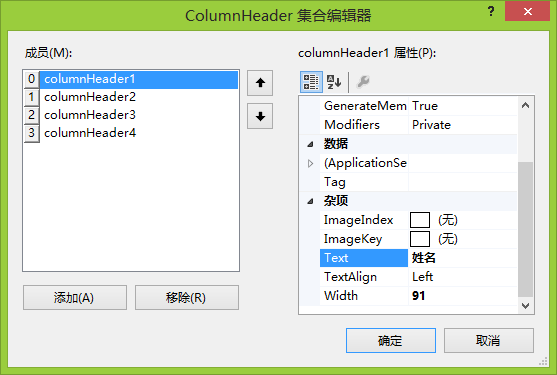 ColumnHeader 集合编辑器
?
成员(M):
0 columnHeader1
1 columnHeader2
2 columnHeader3
3 columnHeader4
添加(A)
移除(R)
columnHeader1 属性(P):
A Z
GenerateMem True
Modifiers Private
数据
(ApplicationSe
Tag
杂项
ImageIndex (无)
ImageKey (无)
Text 姓名
TextAlign Left
Width 91
确定
取消